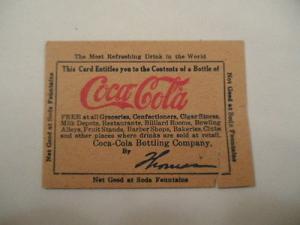 The Most Refreshing Drink in the World
This Card Entitles you to the Contents of a Bottle of
Coca-Cola
FREE at all Groceries, Confectioners, Cigar Stores,
Milk Depots, Restaurants, Billiard Rooms, Bowling
Alleys, Fruit Stands, Barber Shops, Bakeries, Clubs
and other places where drinks are sold at retail.
Coca-Cola Bottling Company,
By Thomas
Not Good at Soda Fountains
Not Good at Soda Fountains
Not Good at Soda Fountains